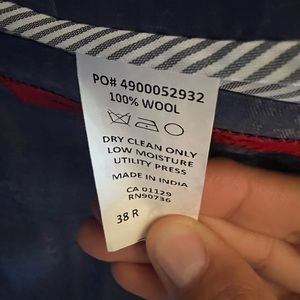 PO# 4900052932
100% WOOL
DRY CLEAN ONLY
LOW MOISTURE
UTILITY PRESS
MADE IN INDIA
CA 01129
RN90736
38 R